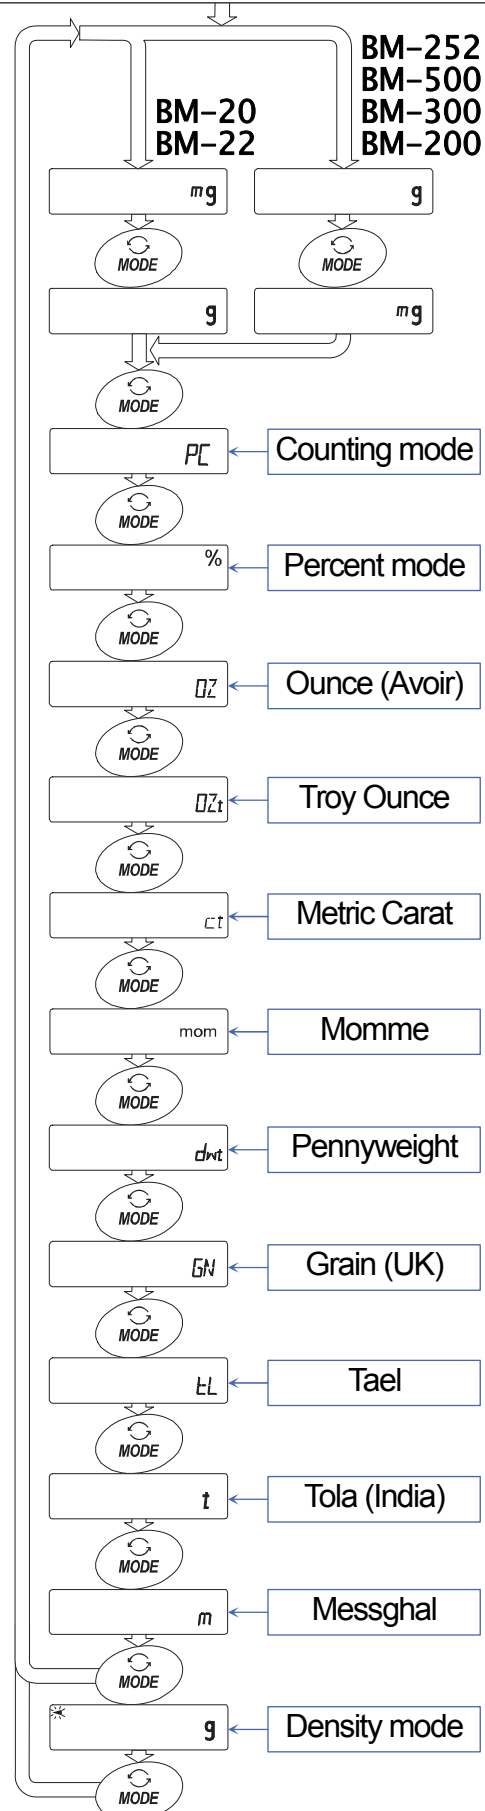 BM-252
BM-500
BM-300
BM-200
BM-20
BM-22
mg
g
MODE
MODE
g
mg
MODE
PC
Counting mode
MODE
%
Percent mode
MODE
OZ
Ounce (Avoir)
MODE
OZt
Troy Ounce
MODE
ct
Metric Carat
MODE
mom
Momme
MODE
dwt
Pennyweight
MODE
GN
Grain (UK)
MODE
tL
Tael
MODE
t
Tola (India)
MODE
m
Messghal
MODE
g
Density mode
MODE